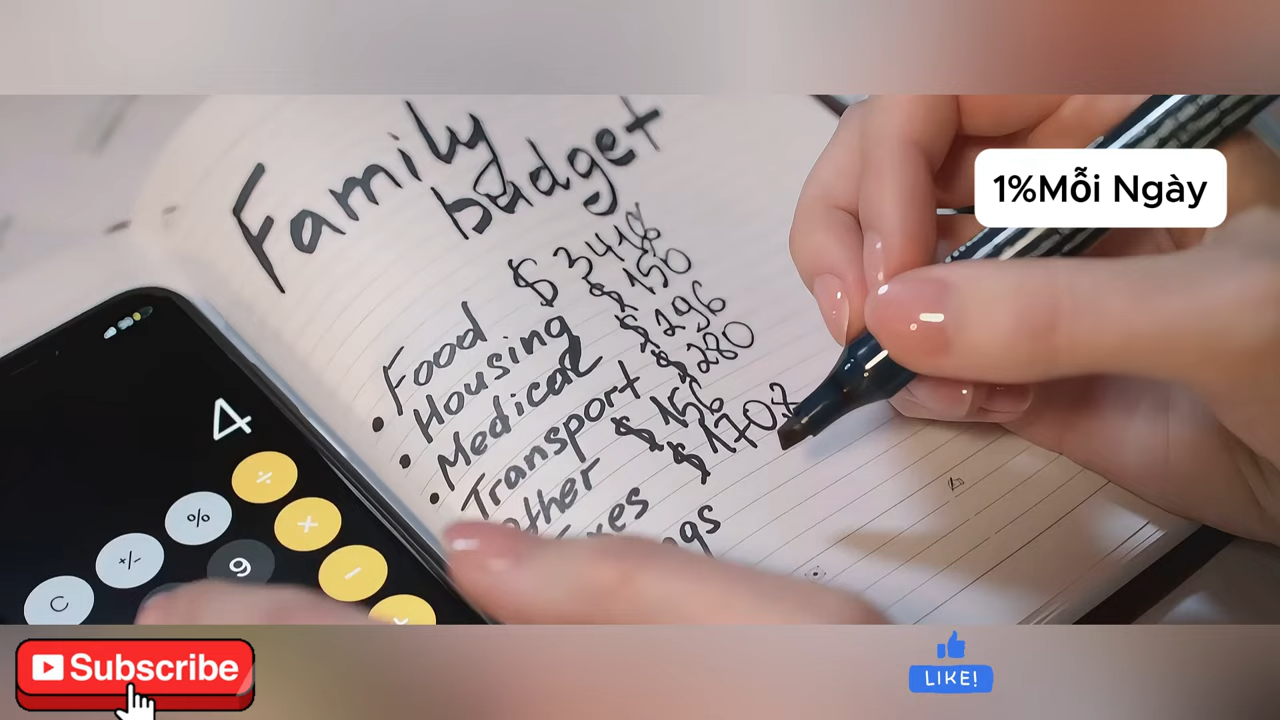 Family
budget
1%Mỗi Ngày
• Food $ 3418
• Housing $ 150
• Medical $ 296
Transport $ 280
other $ 156
$ 1708
4
÷
%
×
+/-
9
−
C
Subscribe
LIKE!